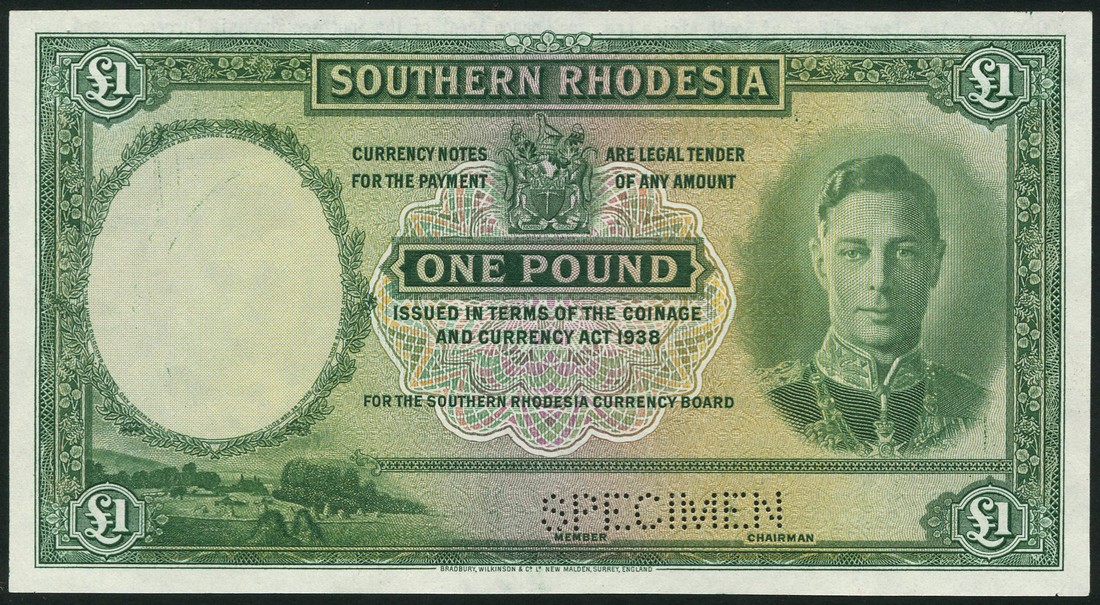 £1
SOUTHERN RHODESIA
£1
CURRENCY NOTES ARE LEGAL TENDER
FOR THE PAYMENT OF ANY AMOUNT
ONE POUND
ISSUED IN TERMS OF THE COINAGE
AND CURRENCY ACT 1938
FOR THE SOUTHERN RHODESIA CURRENCY BOARD
£1
SPECIMEN
MEMBER CHAIRMAN
£1
BRADBURY, WILKINSON & Cº Lᵈ NEW MALDEN, SURREY, ENGLAND